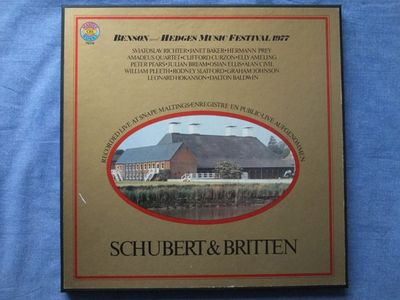 BENSON and HEDGES MUSIC FESTIVAL 1977
SVIATOSLAV RICHTER·JANET BAKER·HERMANN PREY
AMADEUS QUARTET·CLIFFORD CURZON·ELLY AMELING
PETER PEARS·JULIAN BREAM·OSIAN ELLIS·ALAN CIVIL
WILLIAM PLEETH·RODNEY SLATFORD·GRAHAM JOHNSON
LEONARD HOKANSON·DALTON BALDWIN
RECORDED LIVE AT SNAPE MALTINGS·ENREGISTRE EN PUBLIC·LIVE AUFGENOMMEN
SCHUBERT & BRITTEN